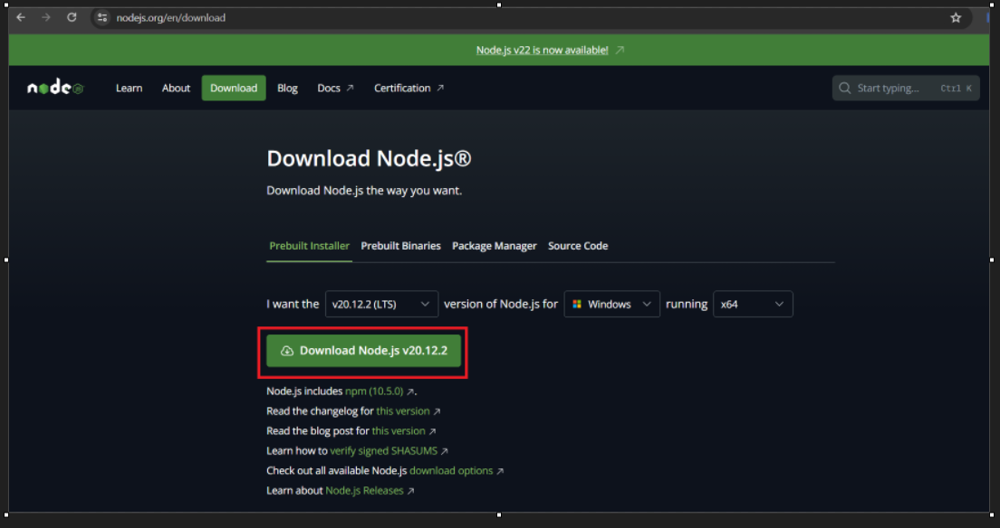 nodejs.org/en/download
Node.js v22 is now available!
node
Learn About Download Blog Docs Certification Start typing... Ctrl K
Download Node.js®
Download Node.js the way you want.
Prebuilt Installer Prebuilt Binaries Package Manager Source Code
I want the v20.12.2 (LTS) version of Node.js for Windows running x64
Download Node.js v20.12.2
Node.js includes npm (10.5.0).
Read the changelog for this version
Read the blog post for this version
Learn how to verify signed SHASUMS
Check out all available Node.js download options
Learn about Node.js Releases